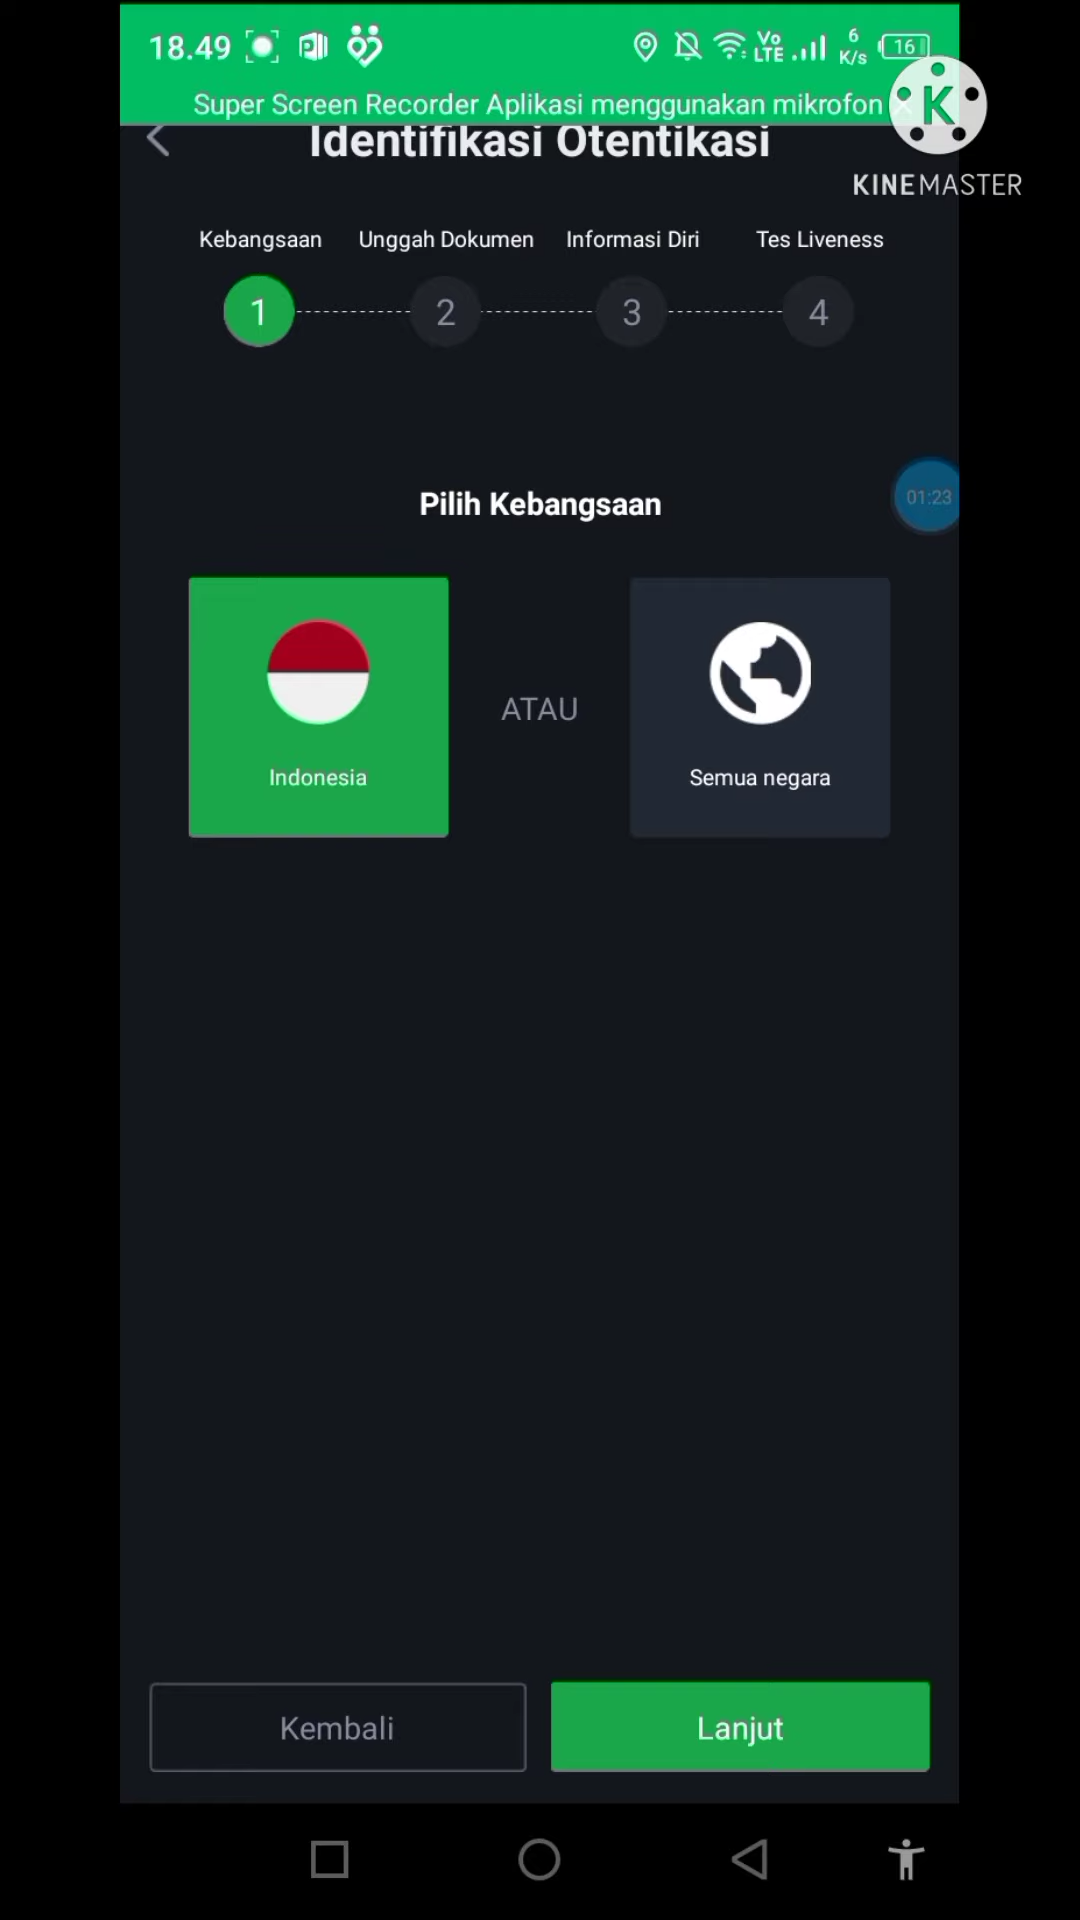 18.49
Vo LTE
6 K/s
16
Super Screen Recorder Aplikasi menggunakan mikrofon
K
KINEMASTER
Identifikasi Otentikasi
Kebangsaan Unggah Dokumen Informasi Diri Tes Liveness
1 2 3 4
01:23
Pilih Kebangsaan
ATAU
Indonesia Semua negara
Kembali Lanjut